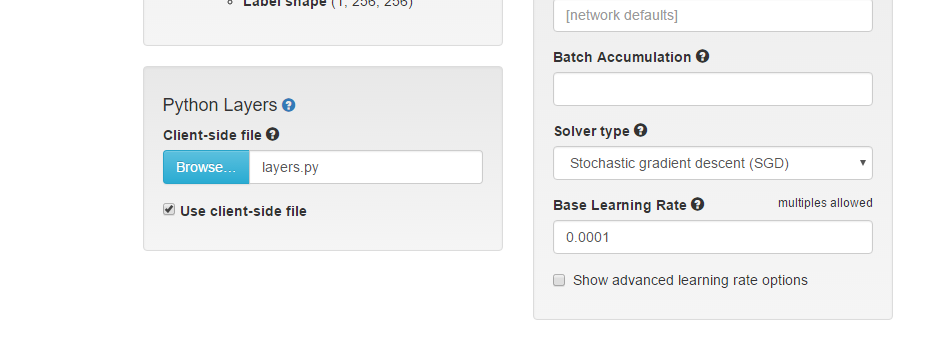 Label shape (1, 256, 256)
Python Layers
Client-side file
Browse...
layers.py
Use client-side file
[network defaults]
Batch Accumulation
Solver type
Stochastic gradient descent (SGD)
Base Learning Rate
multiples allowed
0.0001
Show advanced learning rate options